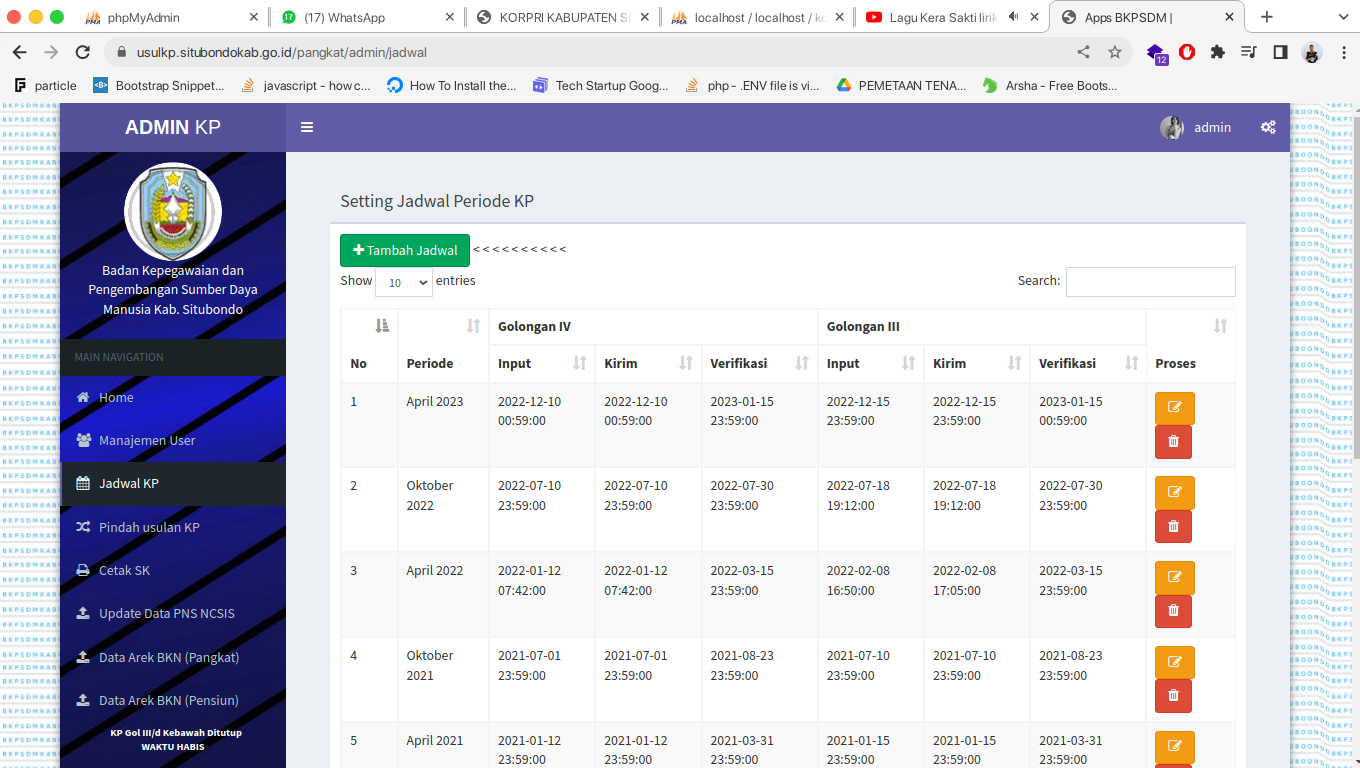 phpMyAdmin
(17) WhatsApp
KORPRI KABUPATEN S
localhost / localhost / ko
Lagu Kera Sakti lirik
Apps BKPSDM |
usulkp.situbondokab.go.id/pangkat/admin/jadwal
12
particle
Bootstrap Snippet...
javascript - how c...
How To Install the...
Tech Startup Goog...
php - .ENV file is vi...
PEMETAAN TENA...
Arsha - Free Boots...
ADMIN KP
admin
Badan Kepegawaian dan
Pengembangan Sumber Daya
Manusia Kab. Situbondo
MAIN NAVIGATION
Home
Manajemen User
Jadwal KP
Pindah usulan KP
Cetak SK
Update Data PNS NCSIS
Data Arek BKN (Pangkat)
Data Arek BKN (Pensiun)
KP Gol III/d Kebawah Ditutup
WAKTU HABIS
Setting Jadwal Periode KP
Tambah Jadwal < < < < < < < < < <
Show 10 entries
Search:
Golongan IV Golongan III
No Periode Input Kirim Verifikasi Input Kirim Verifikasi Proses
1 April 2023 2022-12-10 2022-12-10 2023-01-15 2022-12-15 2022-12-15 2023-01-15
00:59:00 00:59:00 23:59:00 23:59:00 23:59:00 00:59:00
2 Oktober 2022-07-10 2022-07-10 2022-07-30 2022-07-18 2022-07-18 2022-07-30
2022 23:59:00 23:59:00 23:59:00 19:12:00 19:12:00 23:59:00
3 April 2022 2022-01-12 2022-01-12 2022-03-15 2022-02-08 2022-02-08 2022-03-15
07:42:00 07:42:00 23:59:00 16:50:00 17:05:00 23:59:00
4 Oktober 2021-07-01 2021-07-01 2021-08-23 2021-07-10 2021-07-10 2021-08-23
2021 23:59:00 23:59:00 23:59:00 23:59:00 23:59:00 23:59:00
5 April 2021 2021-01-12 2021-01-12 2021-03-31 2021-01-15 2021-01-15 2021-03-31
23:59:00 23:59:00 23:59:00 23:59:00 23:59:00 23:59:00